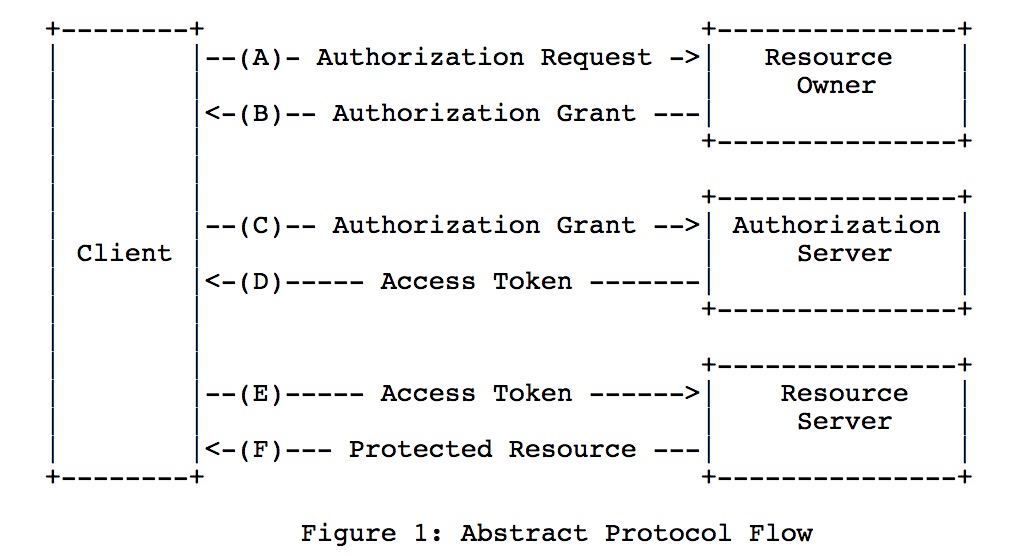 +--------+                               +---------------+
|        |--(A)- Authorization Request ->|   Resource    |
|        |                               |     Owner     |
|        |<-(B)-- Authorization Grant ---|               |
|        |                               +---------------+
|        |
|        |                               +---------------+
|        |--(C)-- Authorization Grant -->| Authorization |
| Client |                               |     Server    |
|        |<-(D)----- Access Token -------|               |
|        |                               +---------------+
|        |
|        |                               +---------------+
|        |--(E)----- Access Token ------>|    Resource   |
|        |                               |     Server    |
|        |<-(F)--- Protected Resource ---|               |
+--------+                               +---------------+
Figure 1: Abstract Protocol Flow